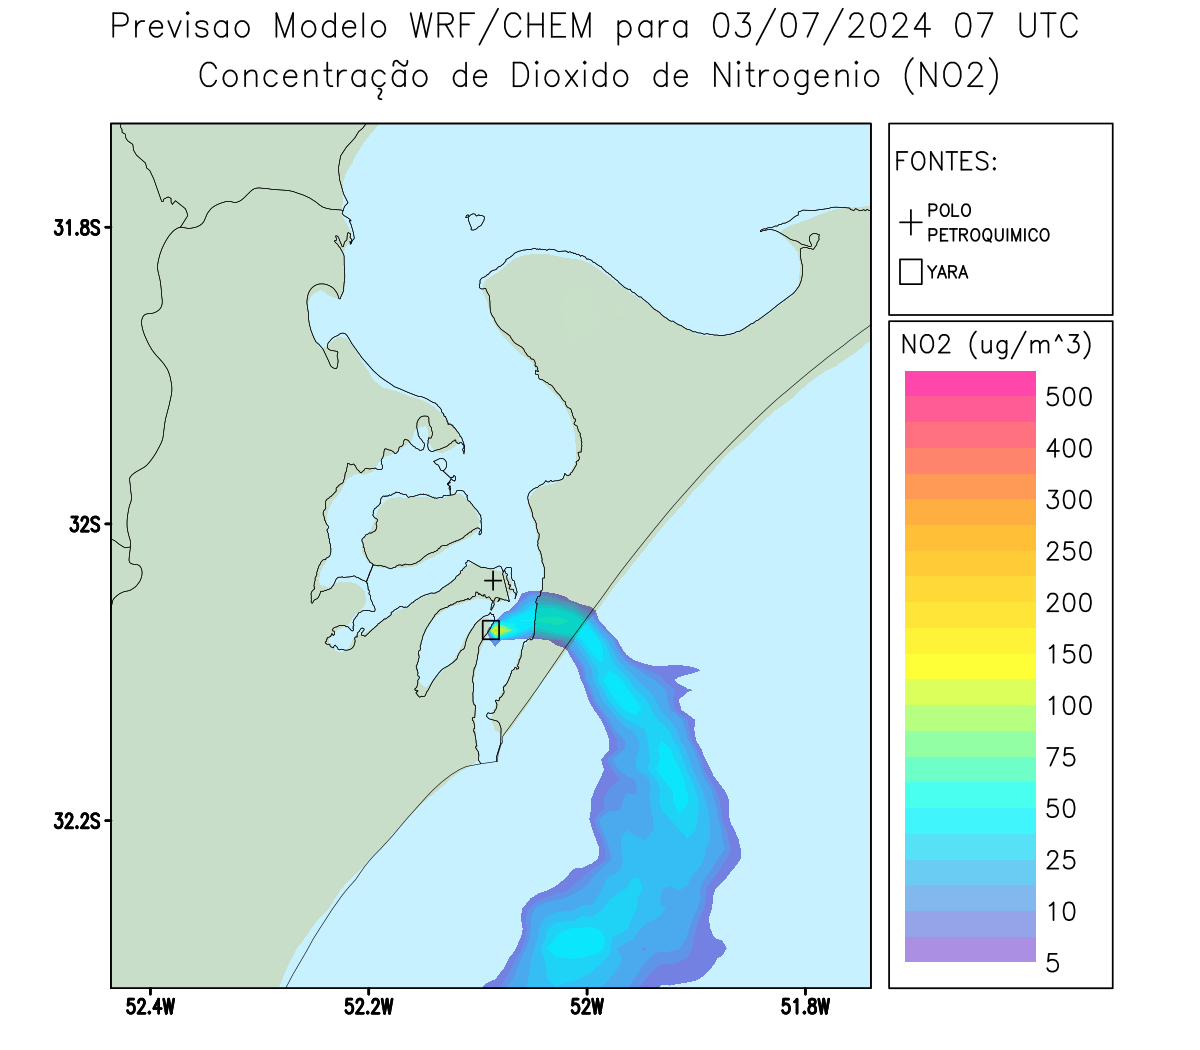 Previsao Modelo WRF/CHEM para 03/07/2024 07 UTC
Concentração de Dioxido de Nitrogenio (NO2)
FONTES:
POLO
PETROQUIMICO
YARA
NO2 (ug/m^3)
500
400
300
250
200
150
100
75
50
25
10
5
31.8S
32S
32.2S
52.4W
52.2W
52W
51.8W